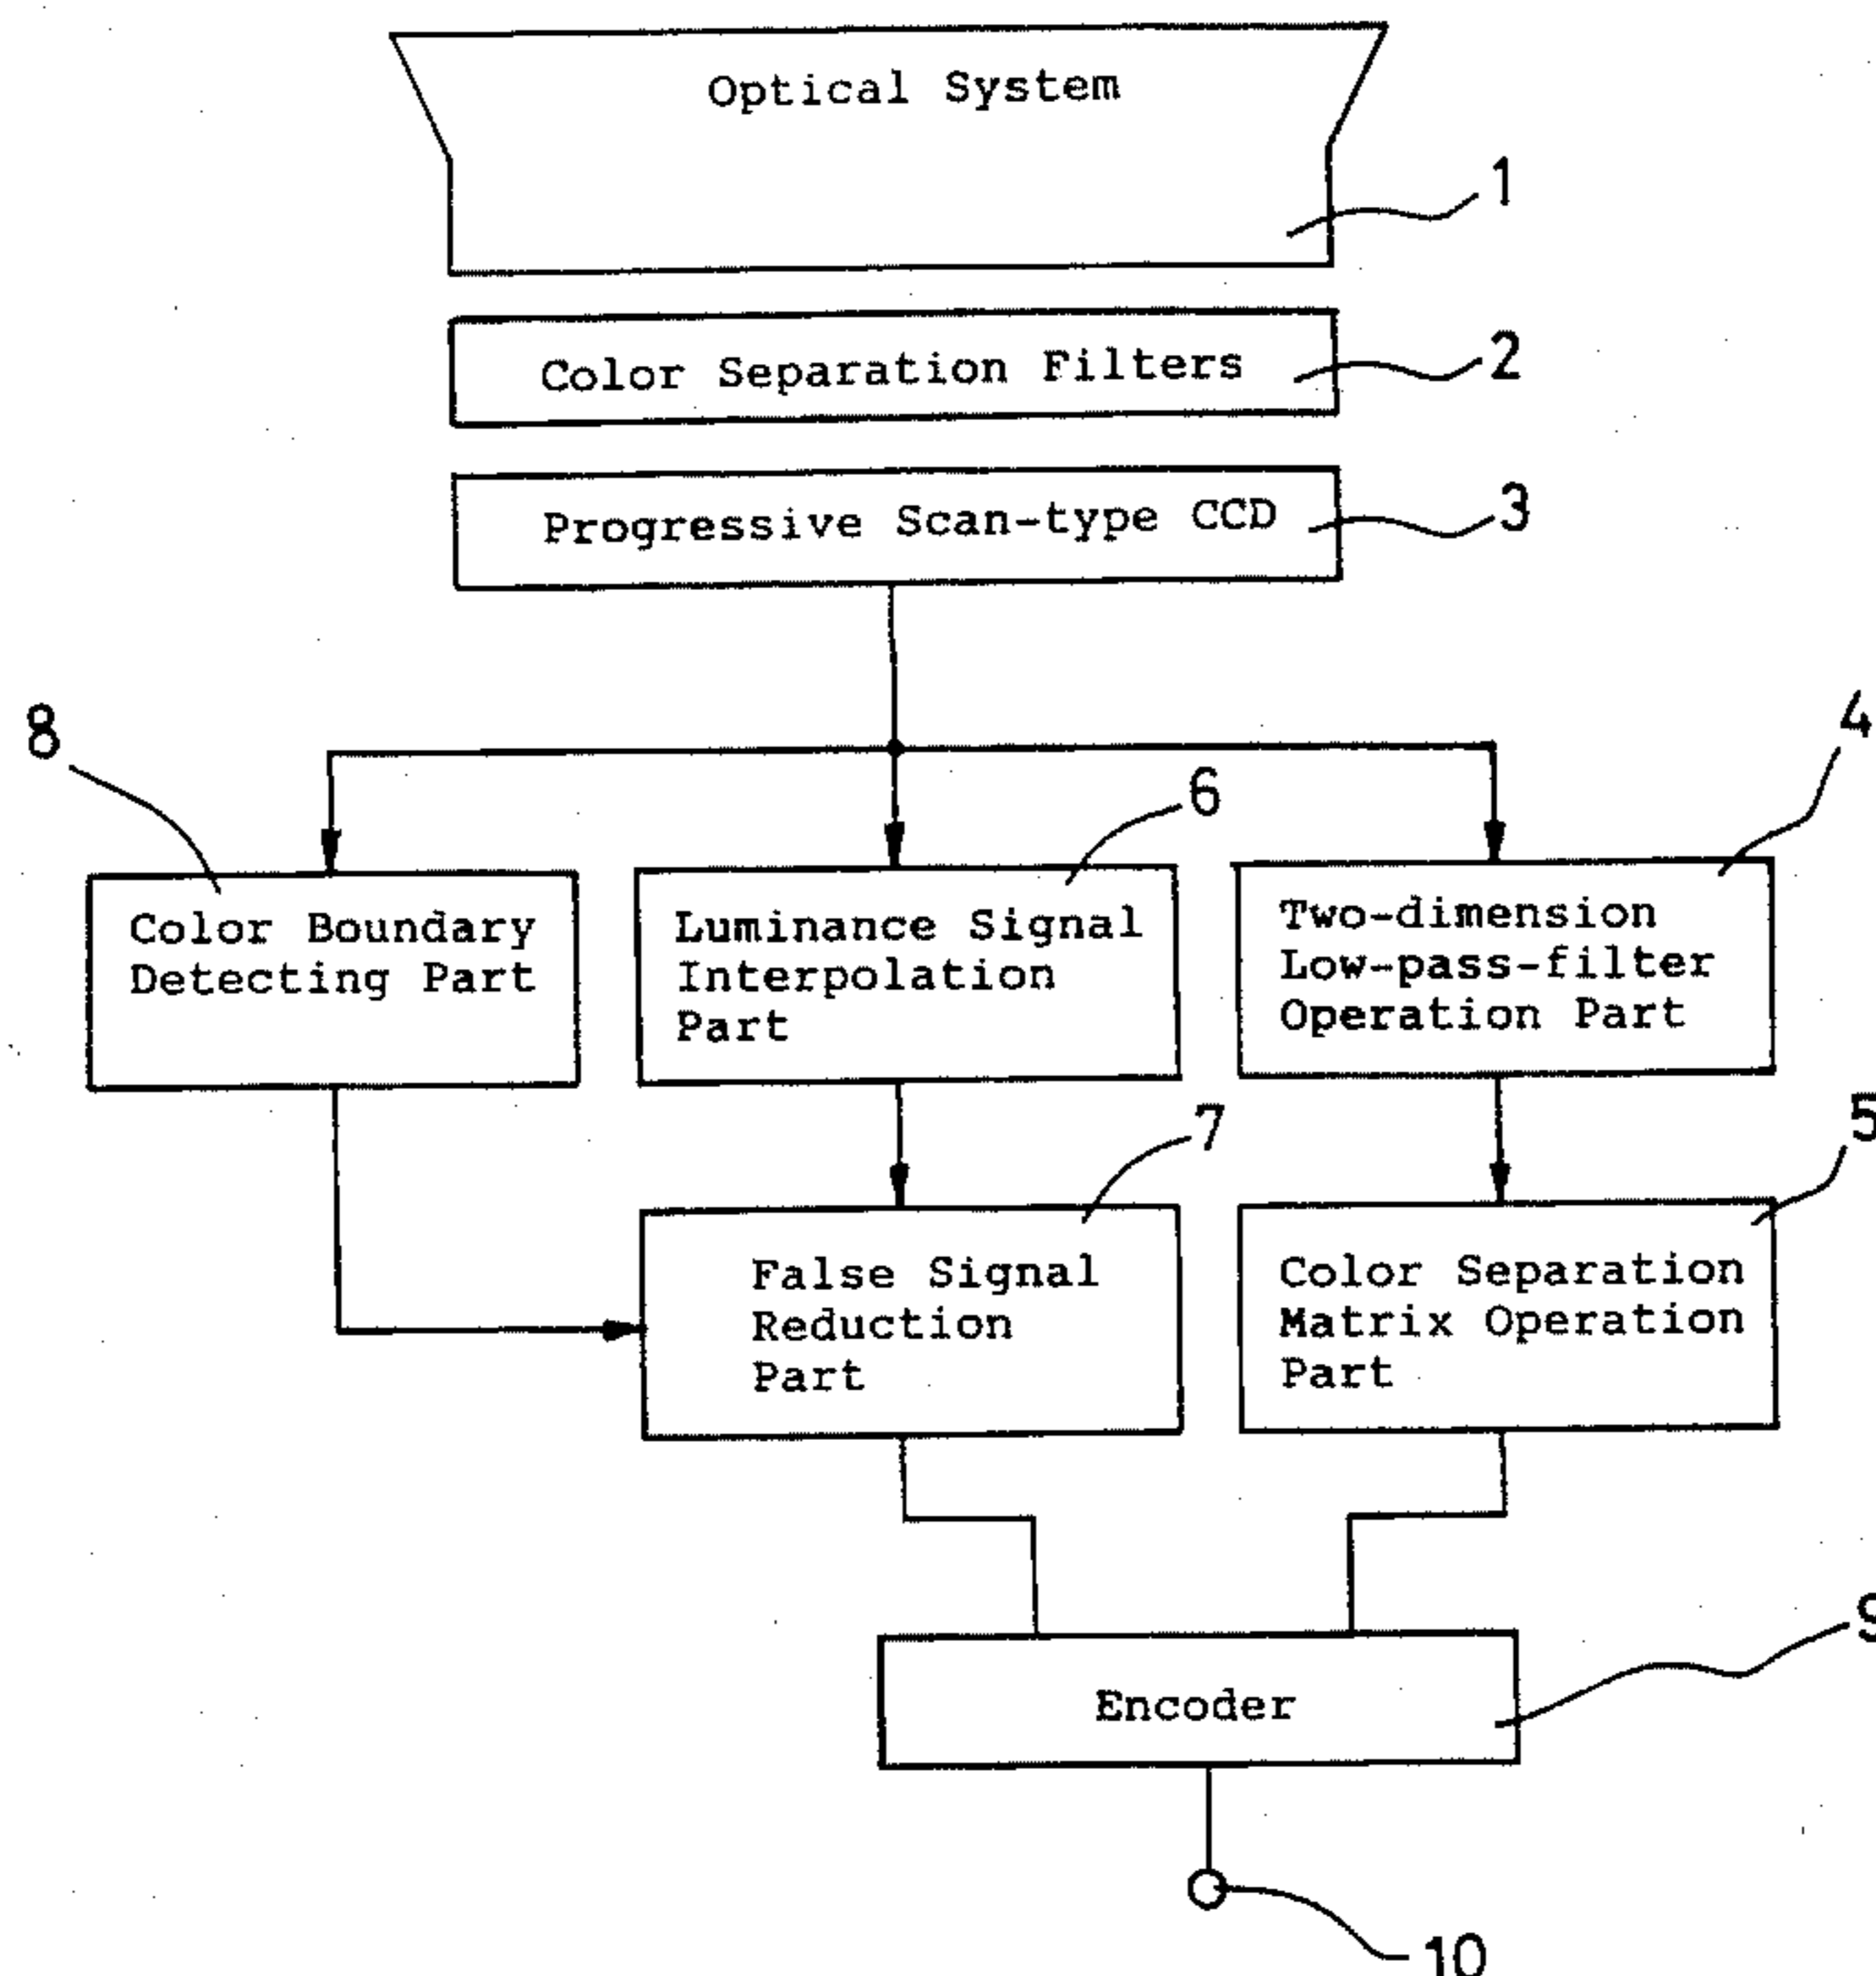 Optical System
1
Color Separation Filters
2
Progressive Scan-type CCD
3
8
6
4
Color Boundary
Detecting Part
Luminance Signal
Interpolation
Part
Two-dimension
Low-pass-filter
Operation Part
7
5
False Signal
Reduction
Part
Color Separation
Matrix Operation
Part
9
Encoder
10